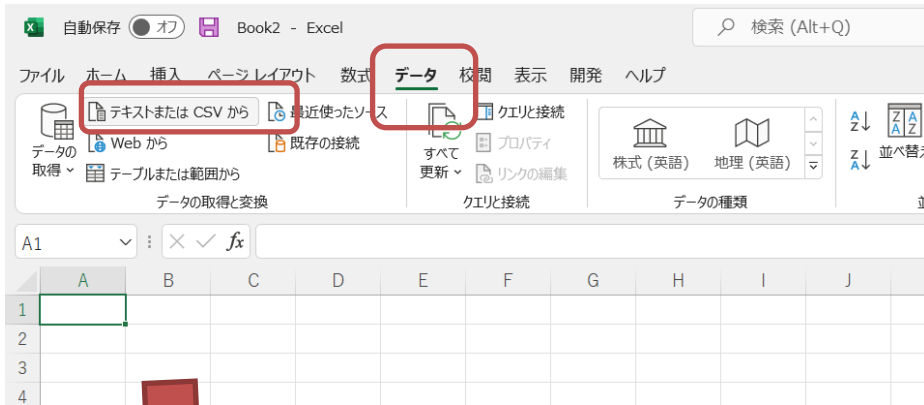 自動保存 オフ Book2 - Excel 検索 (Alt+Q)
ファイル ホーム 挿入 ページ レイアウト 数式 データ 校閲 表示 開発 ヘルプ
テキストまたは CSV から
Web から
テーブルまたは範囲から
データの
取得
最近使ったソース
既存の接続
データの取得と変換
すべて
更新
クエリと接続
プロパティ
リンクの編集
クエリと接続
株式 (英語) 地理 (英語)
データの種類
A Z
Z A
Z A
A Z
並べ替え
A1 fx
A B C D E F G H I J
1
2
3
4